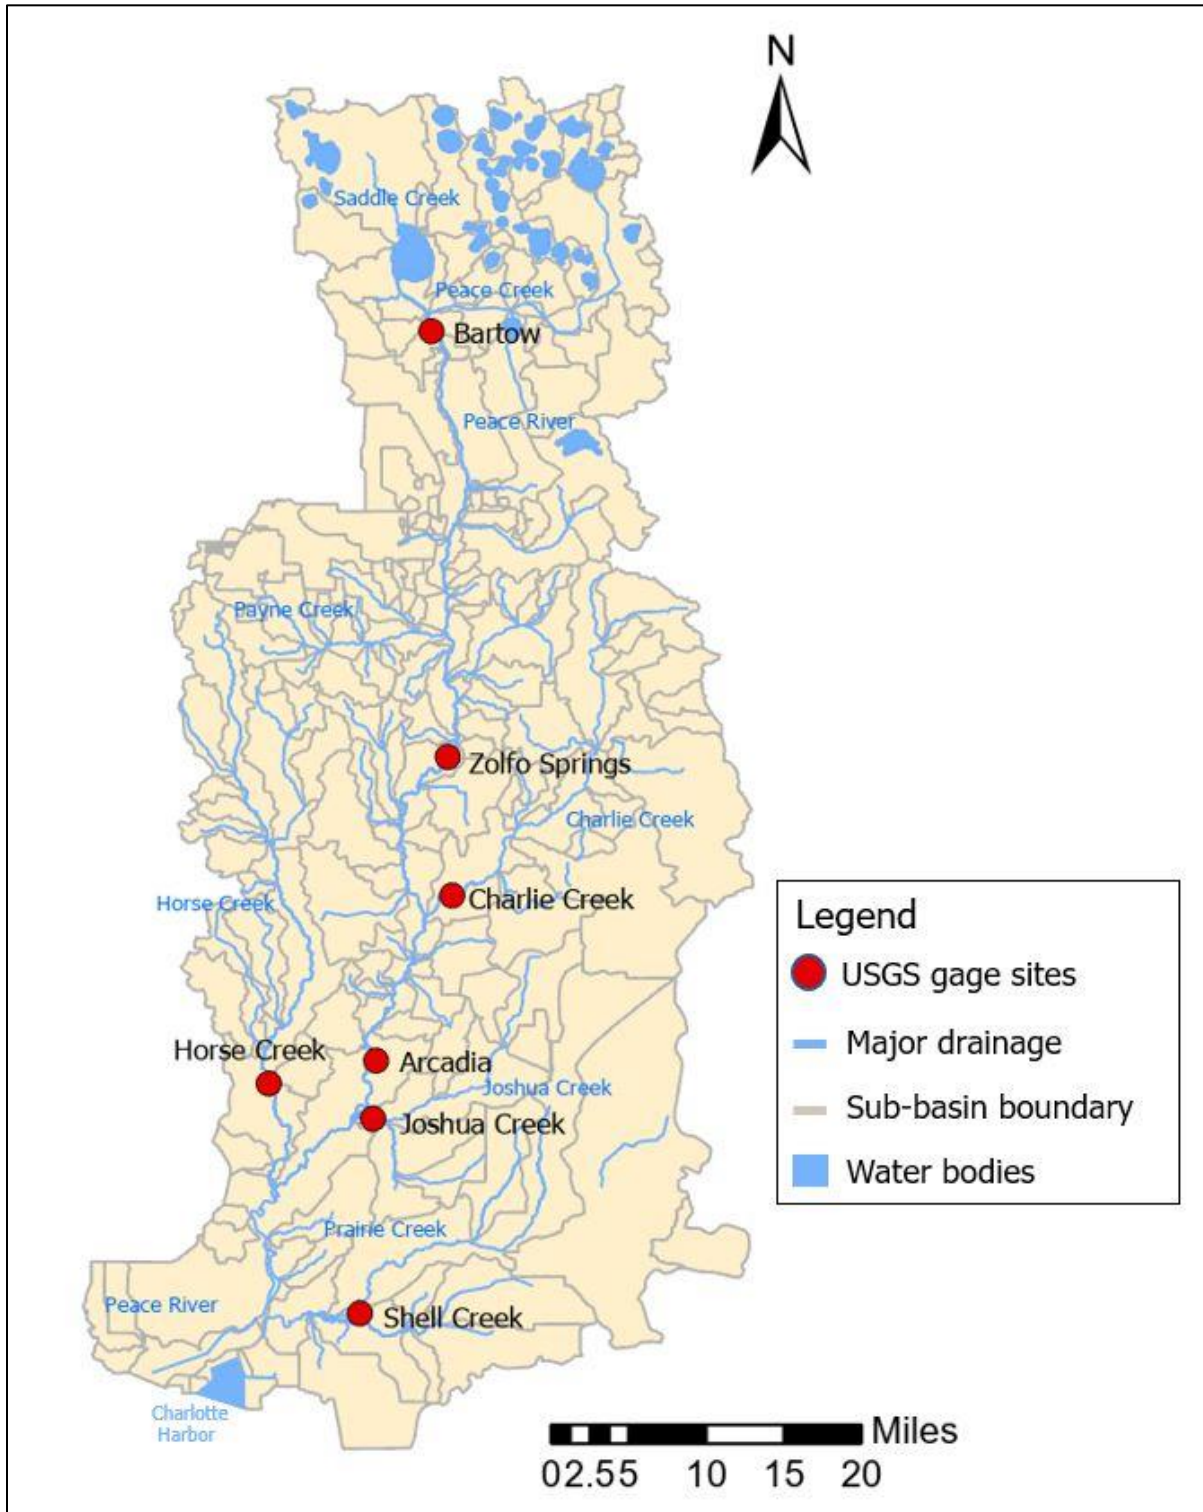 N
Saddle Creek
Peace Creek
Bartow
Peace River
Payne Creek
Zolfo Springs
Charlie Creek
Charlie Creek
Horse Creek
Horse Creek
Arcadia
Joshua Creek
Joshua Creek
Prairie Creek
Peace River
Shell Creek
Charlotte
Harbor
Legend
USGS gage sites
Major drainage
Sub-basin boundary
Water bodies
Miles
02.55 10 15 20